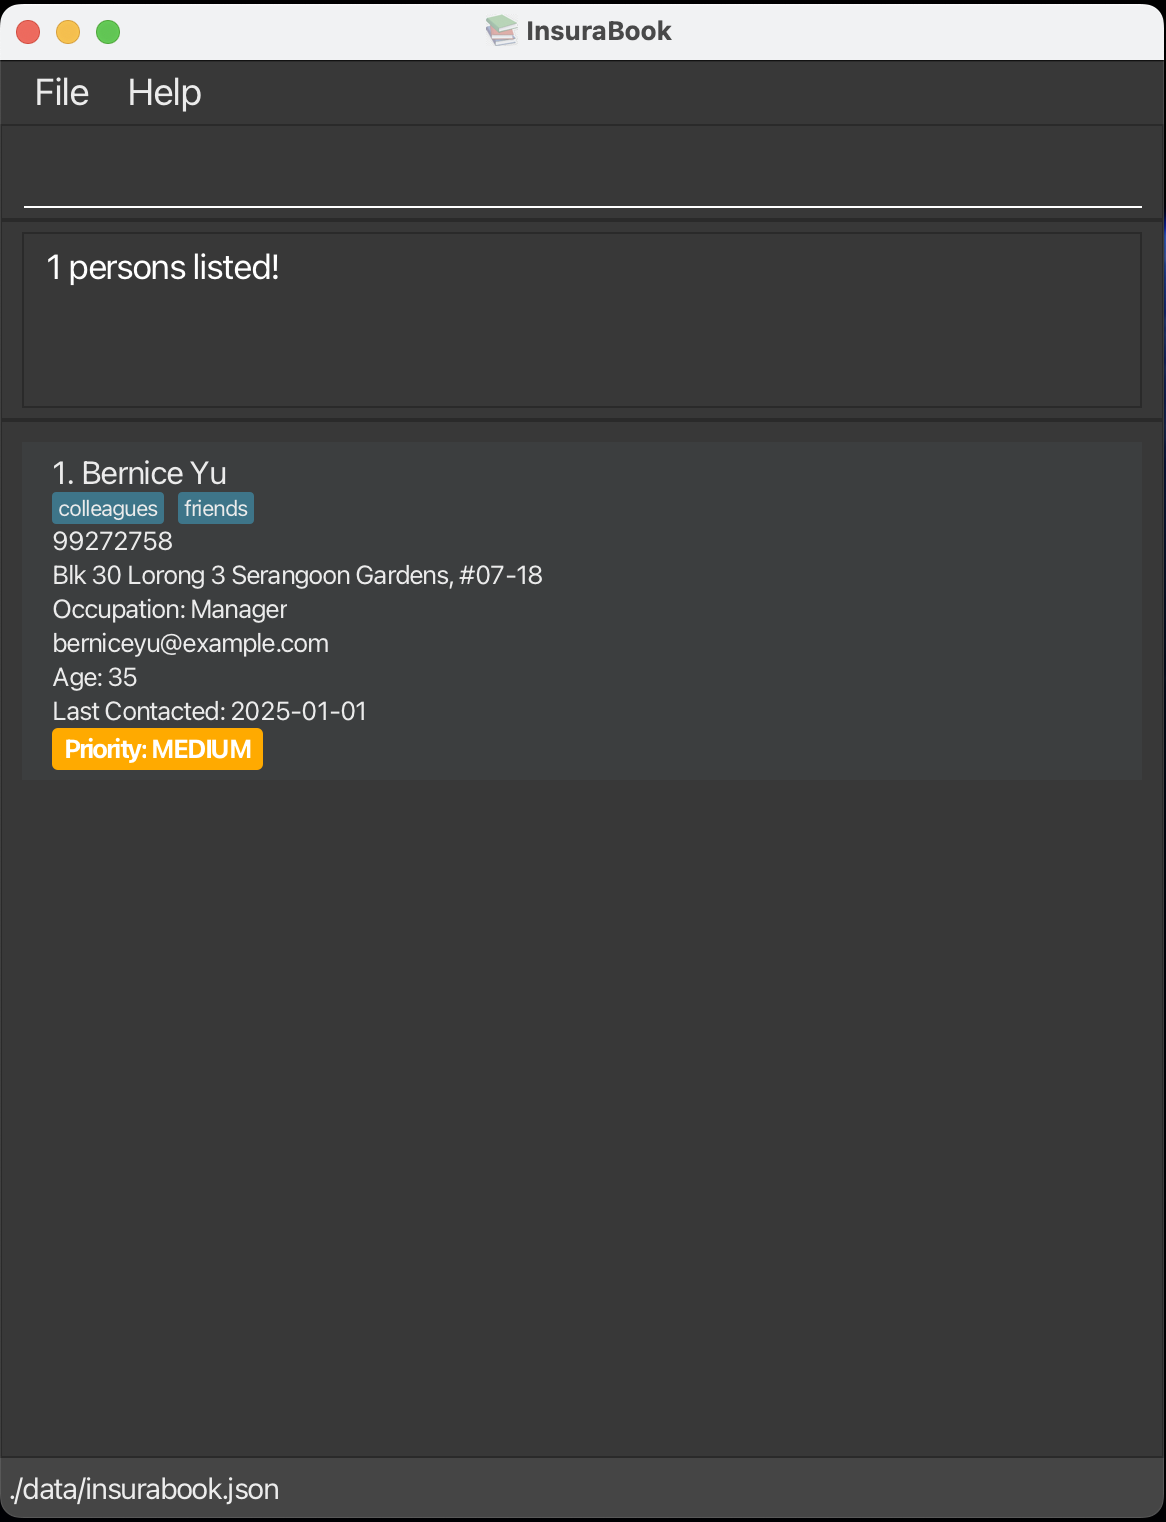 InsuraBook
File Help
1 persons listed!
1. Bernice Yu
colleagues friends
99272758
Blk 30 Lorong 3 Serangoon Gardens, #07-18
Occupation: Manager
berniceyu@example.com
Age: 35
Last Contacted: 2025-01-01
Priority: MEDIUM
./data/insurabook.json